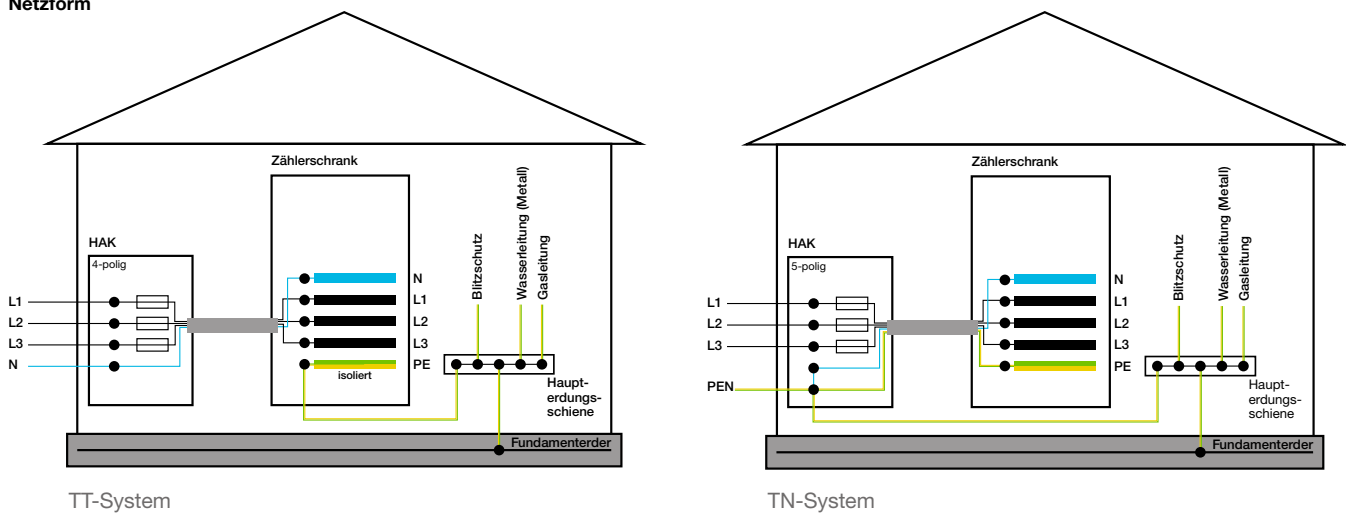 Netzform
Zählerschrank
HAK
4-polig
L1
L2
L3
N
N
L1
L2
L3
PE
isoliert
Blitzschutz
Wasserleitung (Metall)
Gasleitung
Haupt-
erdungs-
schiene
Fundamenterder
TT-System
Zählerschrank
HAK
5-polig
L1
L2
L3
PEN
N
L1
L2
L3
PE
Blitzschutz
Wasserleitung (Metall)
Gasleitung
Haupt-
erdungs-
schiene
Fundamenterder
TN-System